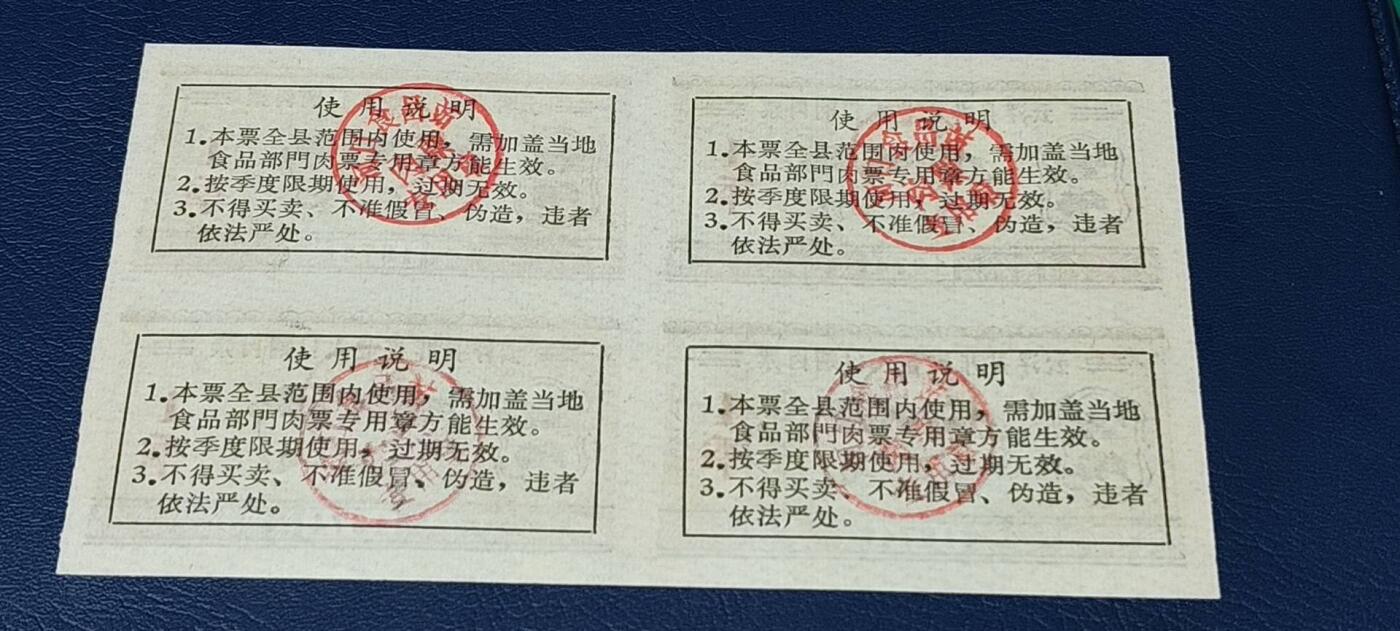 使用说明
1.本票全县范围内使用，需加盖当地
食品部門肉票专用章方能生效。
2.按季度限期使用，过期无效。
3.不得买卖、不准假冒、伪造，违者
依法严处。
使用说明
1.本票全县范围内使用，需加盖当地
食品部門肉票专用章方能生效。
2.按季度限期使用，过期无效。
3.不得买卖、不准假冒、伪造，违者
依法严处。
使用说明
1.本票全县范围内使用，需加盖当地
食品部門肉票专用章方能生效。
2.按季度限期使用，过期无效。
3.不得买卖、不准假冒、伪造，违者
依法严处。
使用说明
1.本票全县范围内使用，需加盖当地
食品部門肉票专用章方能生效。
2.按季度限期使用，过期无效。
3.不得买卖、不准假冒、伪造，违者
依法严处。